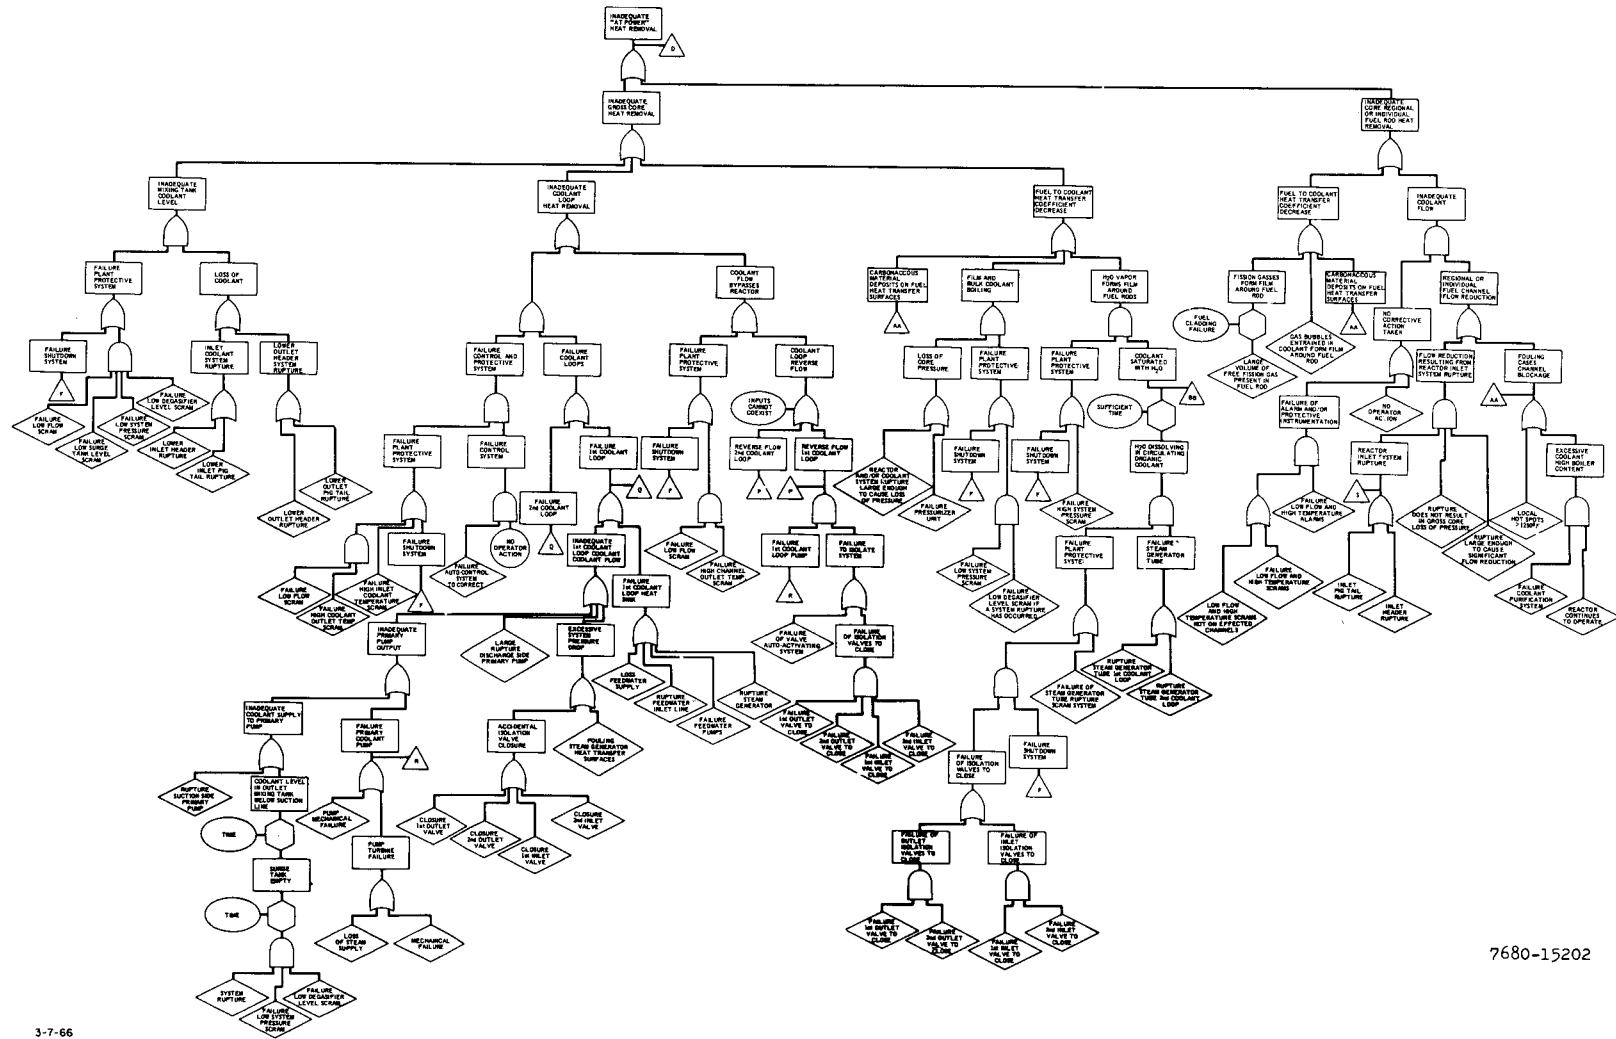 INADEQUATE
"AT POWER"
HEAT REMOVAL
D
INADEQUATE
GROSS CORE
HEAT REMOVAL
INADEQUATE
CORE REGIONAL
OR INDIVIDUAL
FUEL ROD HEAT
REMOVAL
INADEQUATE
MIXING TANK
COOLANT
LEVEL
INADEQUATE
COOLANT
LOOP
HEAT REMOVAL
FUEL TO COOLANT
HEAT TRANSFER
COEFFICIENT
DECREASE
FUEL TO COOLANT
HEAT TRANSFER
COEFFICIENT
DECREASE
INADEQUATE
COOLANT
FLOW
FAILURE
PLANT
PROTECTIVE
SYSTEM
LOSS OF
COOLANT
COOLANT
FLOW
BYPASSES
REACTOR
CARBONACEOUS
MATERIAL
DEPOSITS ON FUEL
HEAT TRANSFER
SURFACES
FILM AND
BULK COOLANT
BOILING
H2O VAPOR
FORMS FILM
AROUND
FUEL RODS
FISSION GASSES
FORM FILM
AROUND FUEL
ROD
CARBONACEOUS
MATERIAL
DEPOSITS ON FUEL
HEAT TRANSFER
SURFACES
REGIONAL OR
INDIVIDUAL
FUEL CHANNEL
FLOW REDUCTION
AA
FUEL
CLADDING
FAILURE
GAS BUBBLES
ENTRAINED IN
COOLANT FORM FILM
AROUND FUEL
ROD
AA
NO
CORRECTIVE
ACTION
TAKEN
FAILURE
SHUTDOWN
SYSTEM
INLET
COOLANT
SYSTEM
RUPTURE
LOWER
OUTLET
HEADER
SYSTEM
RUPTURE
FAILURE
CONTROL AND
PROTECTIVE
SYSTEM
FAILURE
COOLANT
LOOPS
FAILURE
PLANT
PROTECTIVE
SYSTEM
COOLANT
LOOP
REVERSE
FLOW
LOSS OF
CORE
PRESSURE
FAILURE
PLANT
PROTECTIVE
SYSTEM
FAILURE
PLANT
PROTECTIVE
SYSTEM
COOLANT
SATURATED
WITH H2O
LARGE
VOLUME OF
FREE FISSION GAS
PRESENT IN
FUEL ROD
FLOW REDUCTION
RESULTING FROM
REACTOR INLET
SYSTEM RUPTURE
FOULING
CASES
CHANNEL
BLOCKAGE
F
BB
AA
FAILURE
LOW FLOW
SCRAM
FAILURE
LOW SURGE
TANK LEVEL
SCRAM
FAILURE
LOW SYSTEM
PRESSURE
SCRAM
FAILURE
LOW DEGASIFIER
LEVEL SCRAM
INPUTS
CANNOT
COEXIST
SUFFICIENT
TIME
FAILURE OF
ALARM AND/OR
PROTECTIVE
INSTRUMENTATION
NO
OPERATOR
ACTION
LOWER
INLET HEADER
RUPTURE
LOWER
INLET PIG
TAIL RUPTURE
LOWER
OUTLET
PIG TAIL
RUPTURE
LOWER
OUTLET HEADER
RUPTURE
FAILURE
PLANT
PROTECTIVE
SYSTEM
FAILURE
CONTROL
SYSTEM
FAILURE
1st COOLANT
LOOP
FAILURE
SHUTDOWN
SYSTEM
REVERSE FLOW
2nd COOLANT
LOOP
REVERSE FLOW
1st COOLANT
LOOP
REACTOR
AND/OR COOLANT
SYSTEM RUPTURE
LARGE ENOUGH
TO CAUSE LOSS
OF PRESSURE
FAILURE
SHUTDOWN
SYSTEM
FAILURE
SHUTDOWN
SYSTEM
H2O DISSOLVING
IN CIRCULATING
ORGANIC
COOLANT
REACTOR
INLET SYSTEM
RUPTURE
EXCESSIVE
COOLANT
HIGH BOILER
CONTENT
FAILURE
2nd COOLANT
LOOP
Q
F
P
P
F
F
S
Q
FAILURE
PRESSURIZER
UNIT
FAILURE
HIGH SYSTEM
PRESSURE
SCRAM
FAILURE
LOW FLOW AND
HIGH TEMPERATURE
ALARMS
RUPTURE
DOES NOT RESULT
IN GROSS CORE
LOSS OF PRESSURE
LOCAL
HOT SPOTS
>1250°F
FAILURE
SHUTDOWN
SYSTEM
F
NO
OPERATOR
ACTION
INADEQUATE
1st COOLANT
LOOP COOLANT
COOLANT FLOW
FAILURE
LOW FLOW
SCRAM
FAILURE
HIGH CHANNEL
OUTLET TEMP.
SCRAM
FAILURE
1st COOLANT
LOOP PUMP
FAILURE
TO ISOLATE
SYSTEM
FAILURE
LOW SYSTEM
PRESSURE
SCRAM
FAILURE
PLANT
PROTECTIVE
SYSTE
FAILURE
STEAM
GENERATOR
TUBE
RUPTURE
LARGE ENOUGH
TO CAUSE
SIGNIFICANT
FLOW REDUCTION
FAILURE
AUTO CONTROL
SYSTEM
TO CORRECT
FAILURE
LOW FLOW
SCRAM
FAILURE
HIGH INLET
COOLANT
TEMPERATURE
SCRAM
FAILURE
HIGH COOLANT
OUTLET TEMP
SCRAM
FAILURE
1st COOLANT
LOOP HEAT
SINK
R
FAILURE
LOW DEGASIFIER
LEVEL SCRAM IF
A SYSTEM RUPTURE
HAS OCCURRED
FAILURE
LOW FLOW AND
HIGH TEMPERATURE
SCRAMS
LOW FLOW
AND HIGH
TEMPERATURE SCRAMS
NOT ON EFFECTED
CHANNELS
INLET
PIG TAIL
RUPTURE
INLET
HEADER
RUPTURE
FAILURE
COOLANT
PURIFICATION
SYSTEM
REACTOR
CONTINUES
TO OPERATE
INADEQUATE
PRIMARY
PUMP
OUTPUT
LARGE
RUPTURE
DISCHARGE SIDE
PRIMARY PUMP
EXCESSIVE
SYSTEM
PRESSURE
DROP
FAILURE
OF VALVE
AUTO-ACTIVATING
SYSTEM
FAILURE
OF ISOLATION
VALVES TO
CLOSE
LOSS
FEEDWATER
SUPPLY
RUPTURE
FEEDWATER
INLET LINE
RUPTURE
STEAM
GENERATOR
FAILURE
FEEDWATER
PUMPS
FAILURE OF
STEAM GENERATOR
TUBE RUPTURE
SCRAM SYSTEM
RUPTURE
STEAM GENERATOR
TUBE 1st COOLANT
LOOP
RUPTURE
STEAM GENERATOR
TUBE 2nd COOLANT
LOOP
INADEQUATE
COOLANT SUPPLY
TO PRIMARY
PUMP
FAILURE
PRIMARY
COOLANT
PUMP
R
ACCIDENTAL
ISOLATION
VALVE
CLOSURE
FOULING
STEAM GENERATOR
HEAT TRANSFER
SURFACES
FAILURE
1st OUTLET
VALVE TO
CLOSE
FAILURE
2nd OUTLET
VALVE TO
CLOSE
FAILURE
1st INLET
VALVE TO
CLOSE
FAILURE
2nd INLET
VALVE TO
CLOSE
FAILURE
OF ISOLATION
VALVES TO
CLOSE
FAILURE
SHUTDOWN
SYSTEM
F
RUPTURE
SUCTION SIDE
PRIMARY
PUMP
COOLANT LEVEL
IN OUTLET
MIXING TANK
BELOW SUCTION
LINE
PUMP
MECHANICAL
FAILURE
CLOSURE
1st OUTLET
VALVE
CLOSURE
2nd OUTLET
VALVE
CLOSURE
1st INLET
VALVE
CLOSURE
2nd INLET
VALVE
TIME
PUMP
TURBINE
FAILURE
FAILURE OF
OUTLET
ISOLATION
VALVES TO
CLOSE
FAILURE OF
INLET
ISOLATION
VALVES TO
CLOSE
SURGE
TANK
EMPTY
TIME
LOSS
OF STEAM
SUPPLY
MECHANICAL
FAILURE
FAILURE
1st OUTLET
VALVE TO
CLOSE
FAILURE
2nd OUTLET
VALVE TO
CLOSE
FAILURE
1st INLET
VALVE TO
CLOSE
FAILURE
2nd INLET
VALVE TO
CLOSE
SYSTEM
RUPTURE
FAILURE
LOW SYSTEM
PRESSURE
SCRAM
FAILURE
LOW DEGASIFIER
LEVEL SCRAM
7680-15202
3-7-66